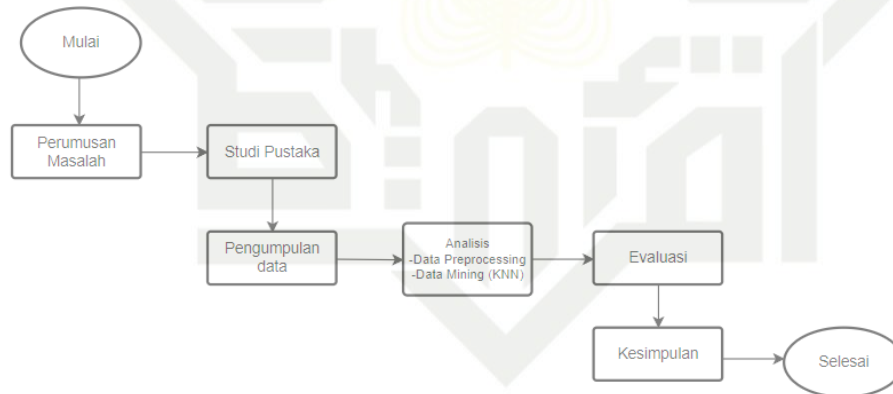 Mulai
Perumusan
Masalah
Studi Pustaka
Pengumpulan
data
Analisis
-Data Preprocessing
-Data Mining (KNN)
Evaluasi
Kesimpulan
Selesai